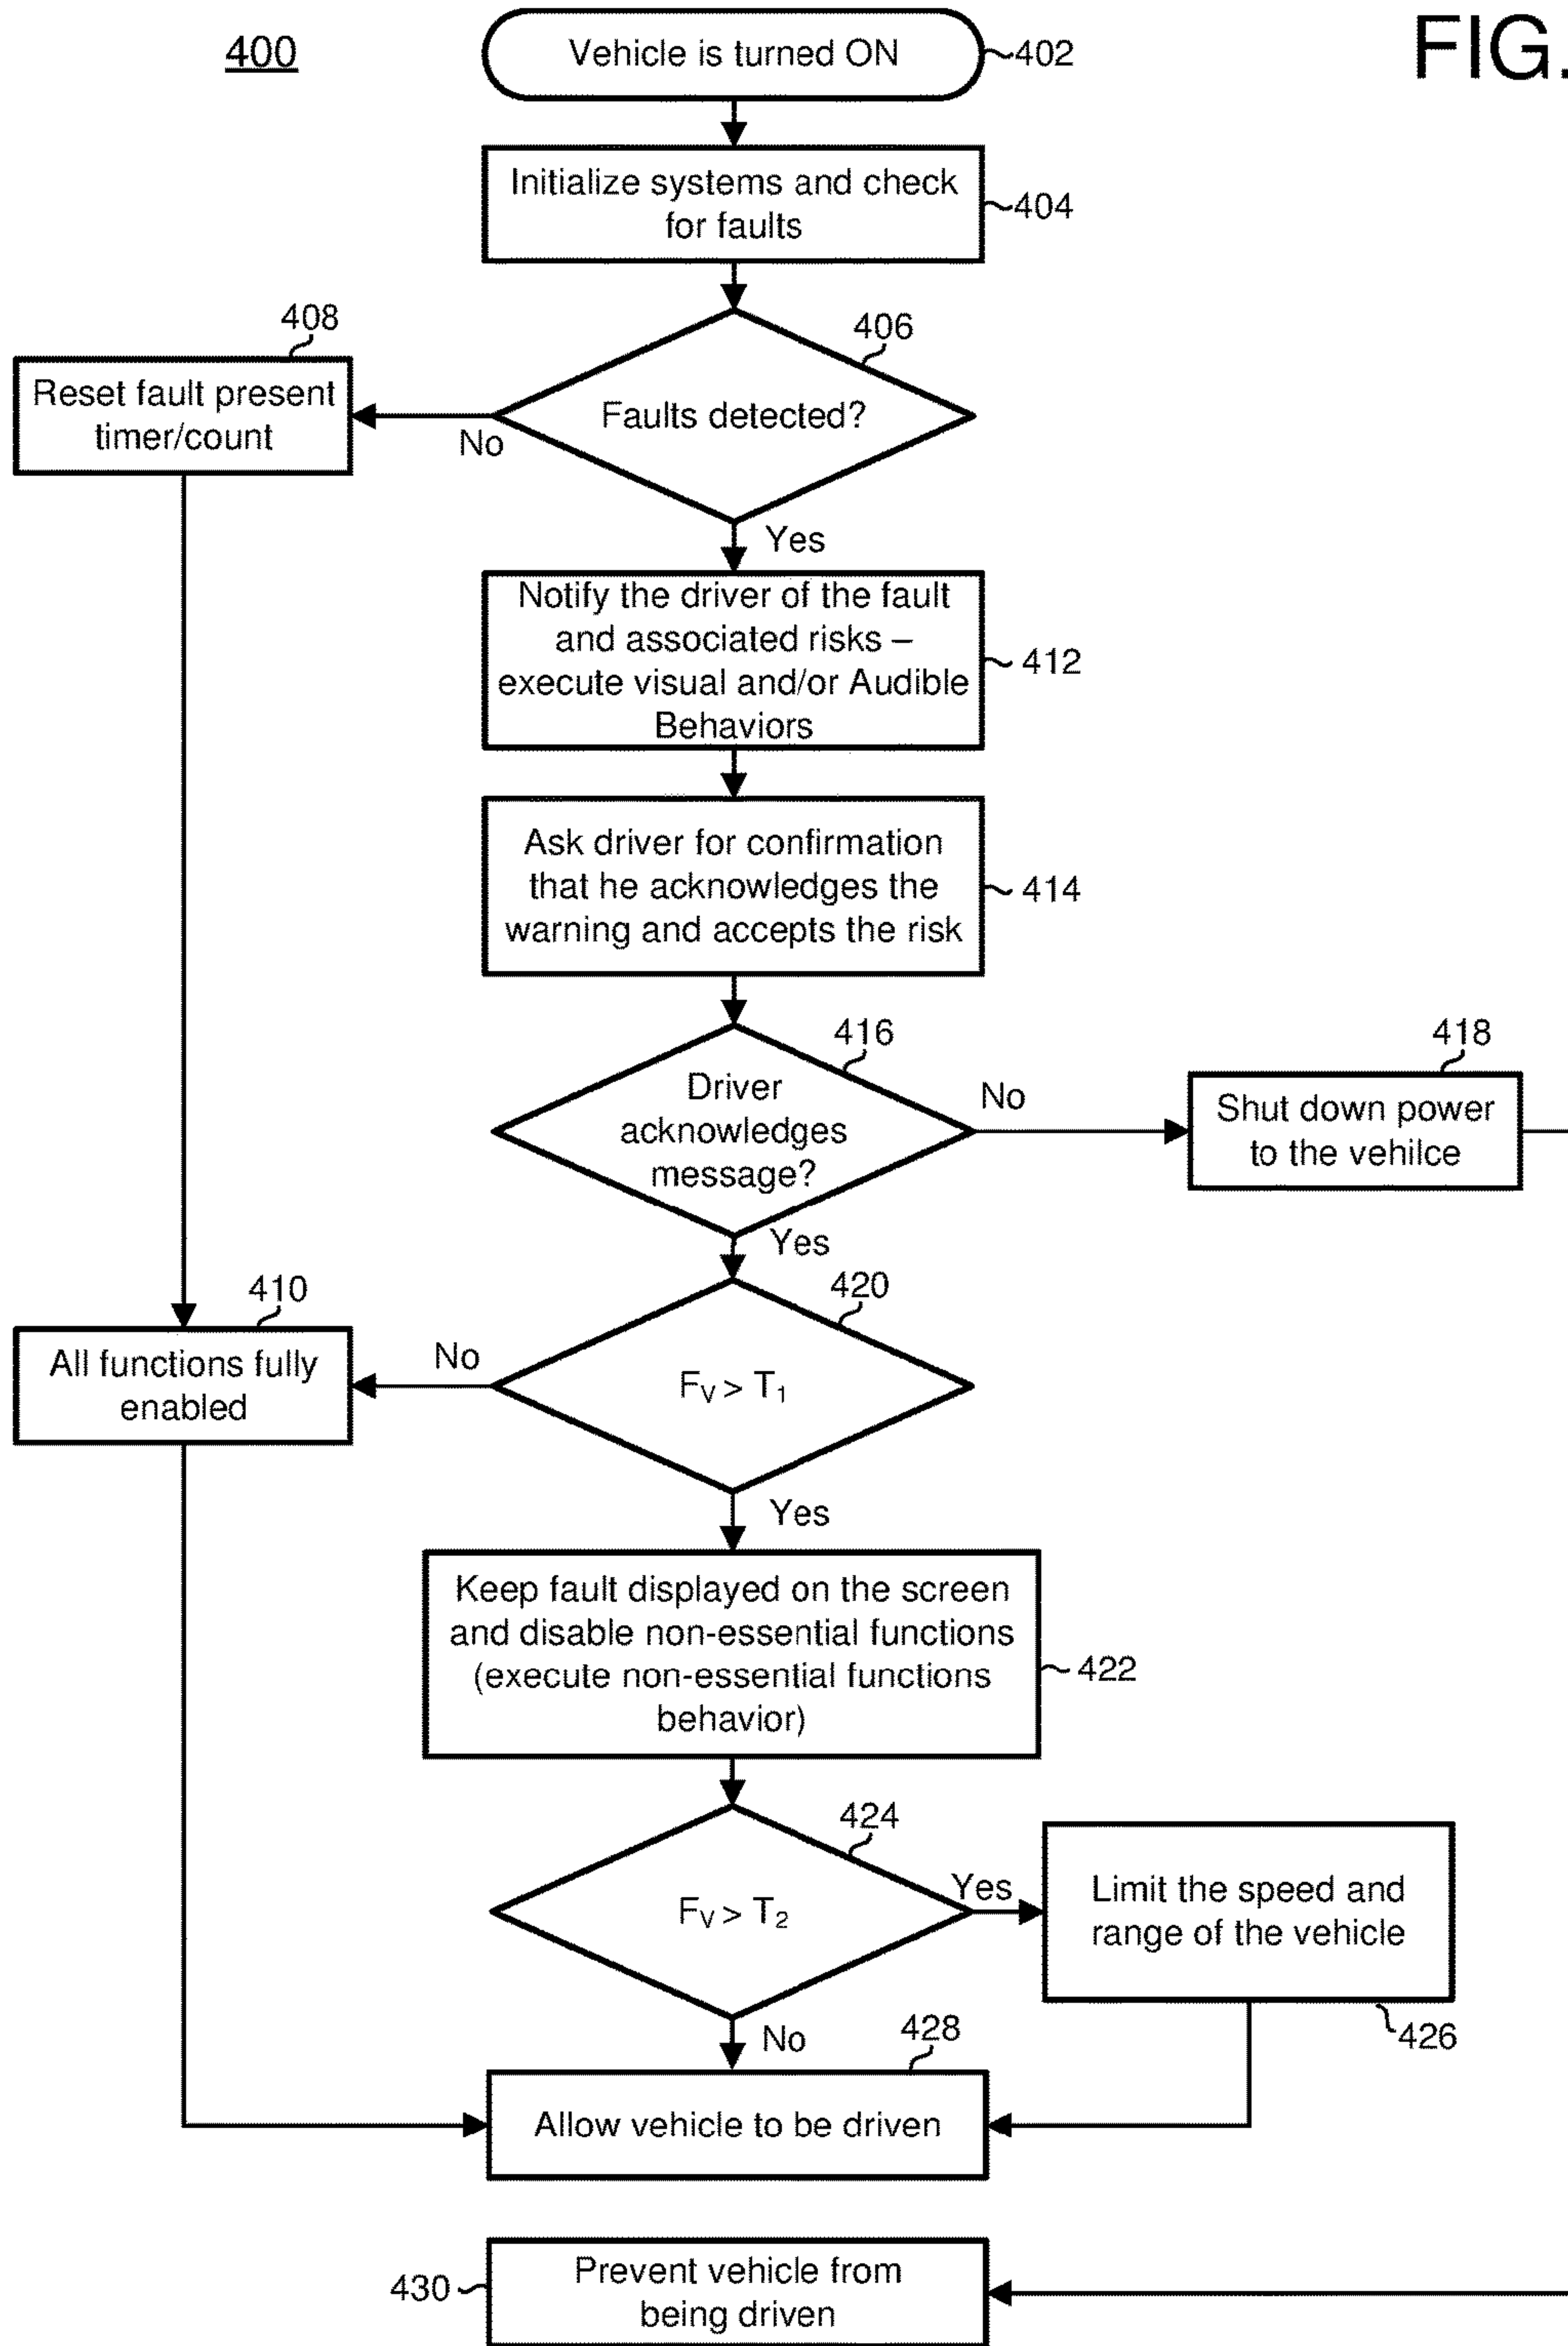 400
FIG.
Vehicle is turned ON
402
Initialize systems and check
for faults
404
408
406
Reset fault present
timer/count
Faults detected?
No
Yes
Notify the driver of the fault
and associated risks –
execute visual and/or Audible
Behaviors
412
Ask driver for confirmation
that he acknowledges the
warning and accepts the risk
414
416
418
Driver
acknowledges
message?
No
Shut down power
to the vehilce
Yes
410
420
All functions fully
enabled
No
F_V > T_1
Yes
Keep fault displayed on the screen
and disable non-essential functions
(execute non-essential functions
behavior)
422
424
F_V > T_2
Yes
Limit the speed and
range of the vehicle
426
No
428
Allow vehicle to be driven
430
Prevent vehicle from
being driven